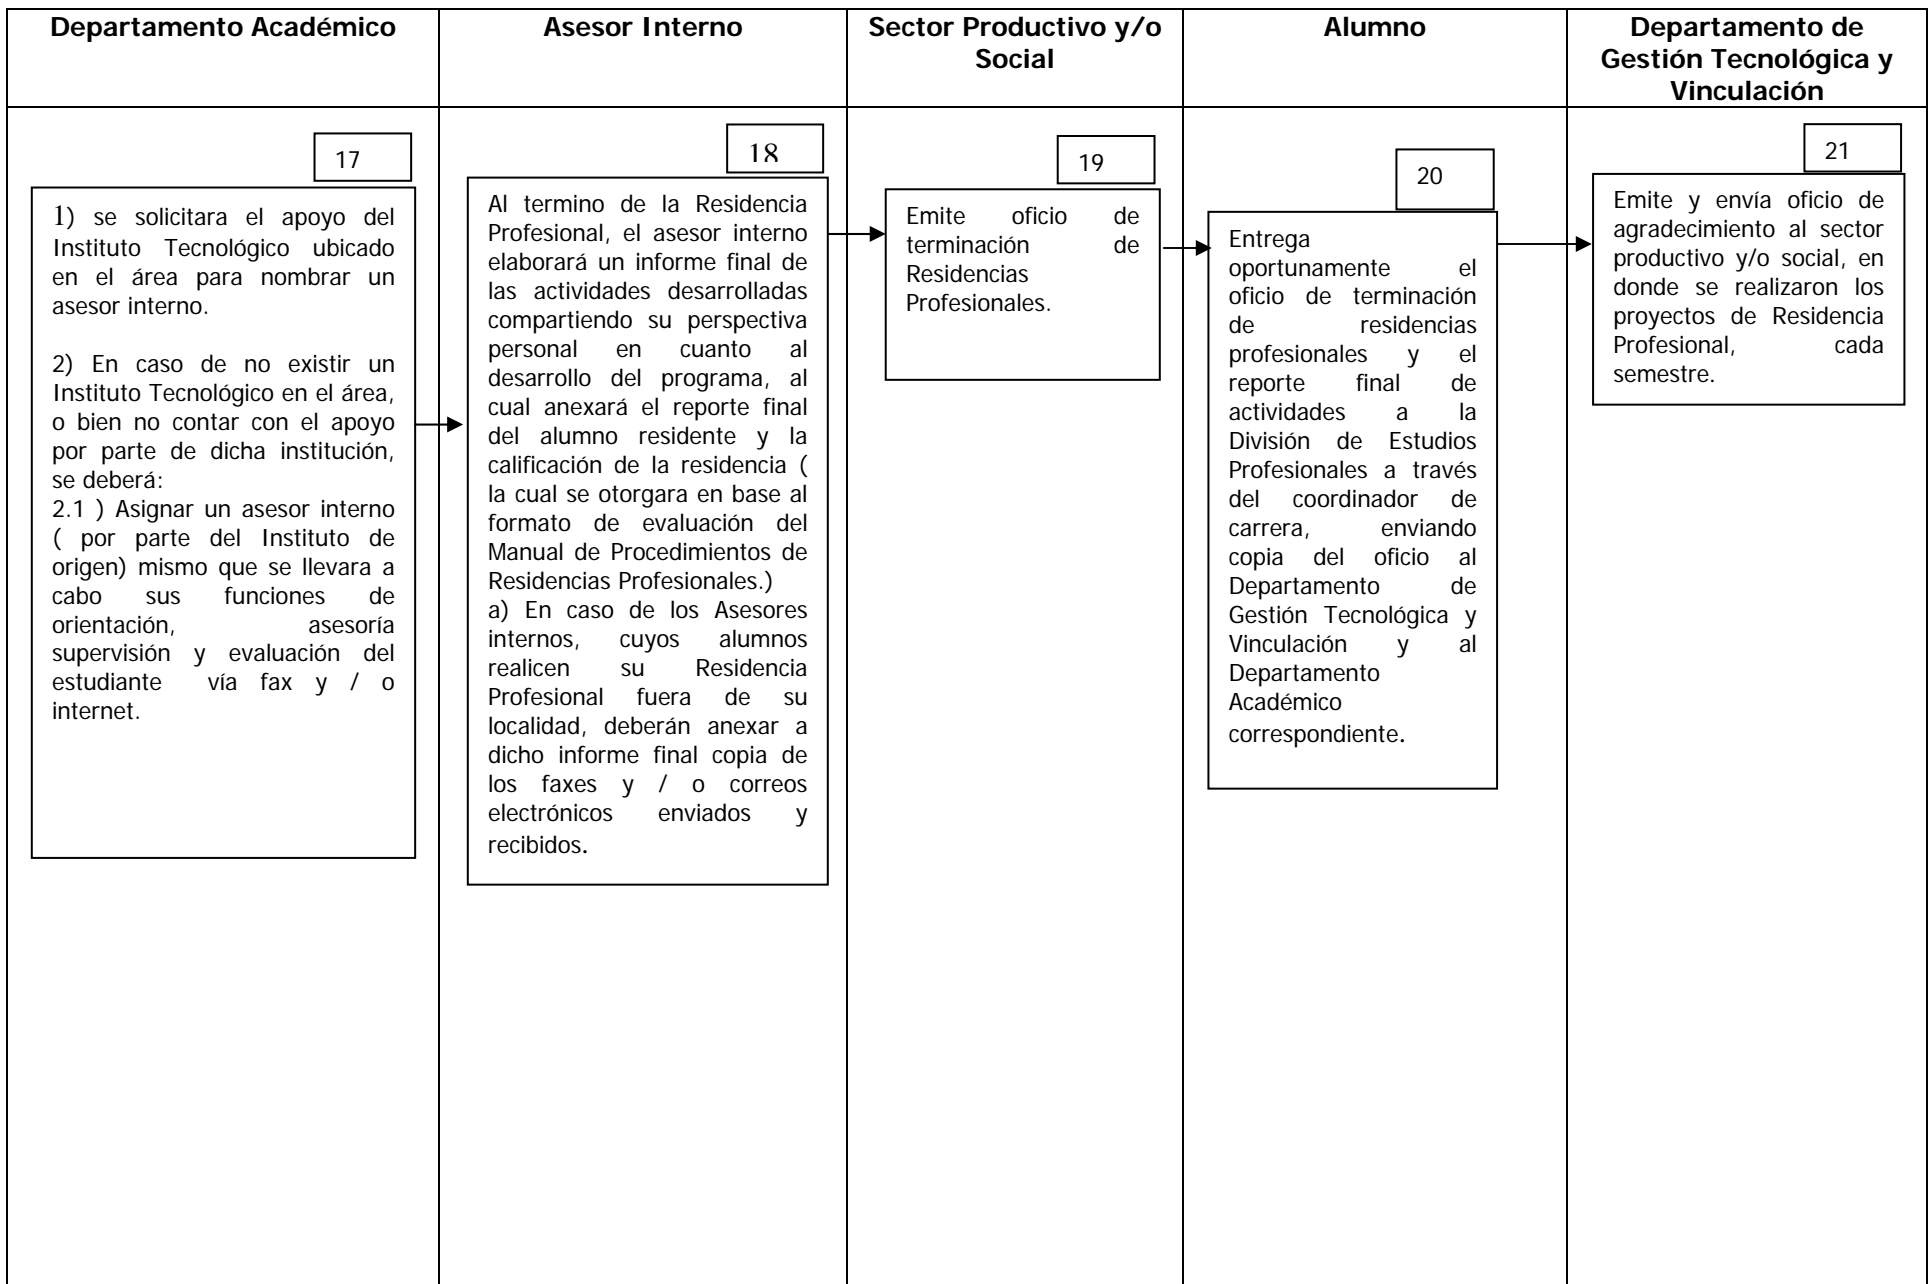 Departamento Académico
Asesor Interno
Sector Productivo y/o
Social
Alumno
Departamento de
Gestión Tecnológica y
Vinculación
17
1) se solicitara el apoyo del
Instituto Tecnológico ubicado
en el área para nombrar un
asesor interno.
2) En caso de no existir un
Instituto Tecnológico en el área,
o bien no contar con el apoyo
por parte de dicha institución,
se deberá:
2.1 ) Asignar un asesor interno
( por parte del Instituto de
origen) mismo que se llevara a
cabo sus funciones de
orientación, asesoría
supervisión y evaluación del
estudiante vía fax y / o
internet.
18
Al termino de la Residencia
Profesional, el asesor interno
elaborará un informe final de
las actividades desarrolladas
compartiendo su perspectiva
personal en cuanto al
desarrollo del programa, al
cual anexará el reporte final
del alumno residente y la
calificación de la residencia (
la cual se otorgara en base al
formato de evaluación del
Manual de Procedimientos de
Residencias Profesionales.)
a) En caso de los Asesores
internos, cuyos alumnos
realicen su Residencia
Profesional fuera de su
localidad, deberán anexar a
dicho informe final copia de
los faxes y / o correos
electrónicos enviados y
recibidos.
19
Emite oficio de
terminación de
Residencias
Profesionales.
20
Entrega
oportunamente el
oficio de terminación
de residencias
profesionales y el
reporte final de
actividades a la
División de Estudios
Profesionales a través
del coordinador de
carrera, enviando
copia del oficio al
Departamento de
Gestión Tecnológica y
Vinculación y al
Departamento
Académico
correspondiente.
21
Emite y envía oficio de
agradecimiento al sector
productivo y/o social, en
donde se realizaron los
proyectos de Residencia
Profesional, cada
semestre.